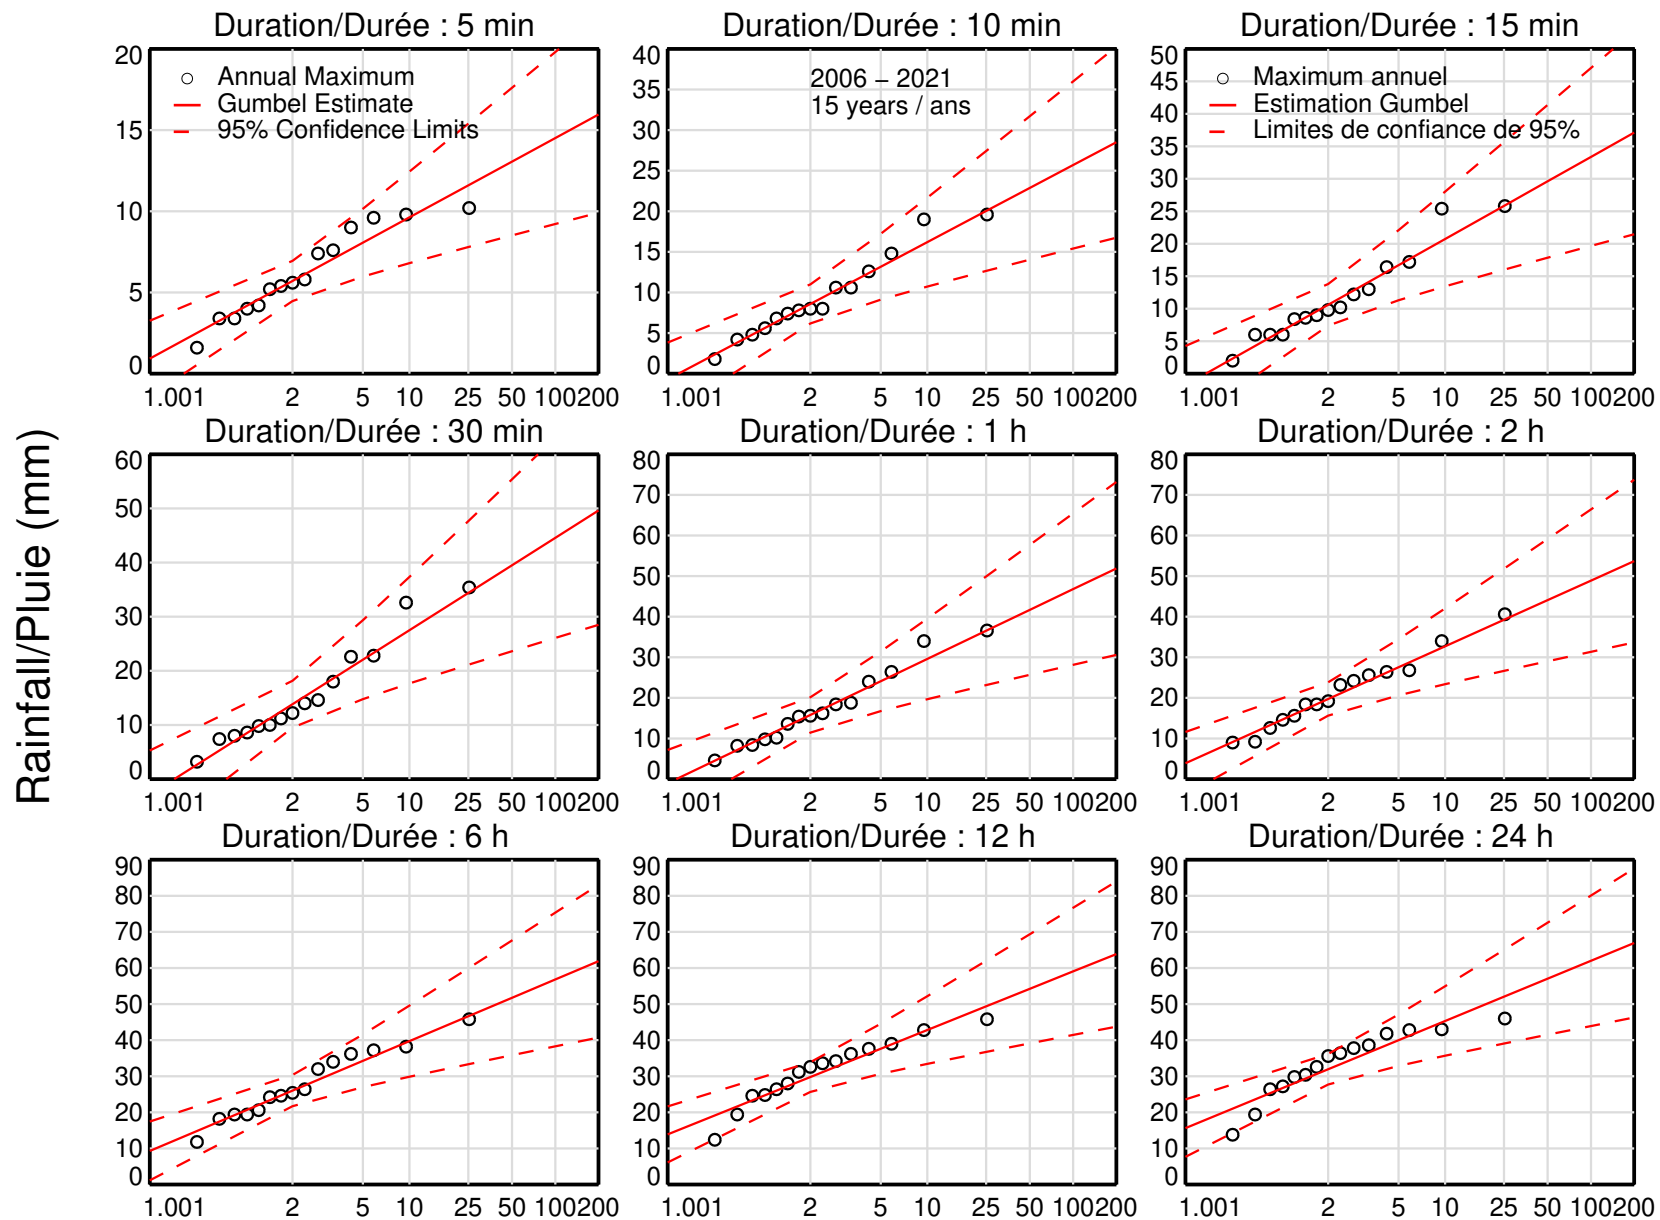 Duration/Durée : 5 min
Duration/Durée : 10 min
Duration/Durée : 15 min
20
15
10
5
0
Annual Maximum
Gumbel Estimate
95% Confidence Limits
1.001 2 5 10 25 50 100 200
40
35
30
25
20
15
10
5
0
2006 − 2021
15 years / ans
1.001 2 5 10 25 50 100 200
50
45
40
35
30
25
20
15
10
5
0
Maximum annuel
Estimation Gumbel
Limites de confiance de 95%
1.001 2 5 10 25 50 100 200
Rainfall/Pluie (mm)
Duration/Durée : 30 min
Duration/Durée : 1 h
Duration/Durée : 2 h
60
50
40
30
20
10
0
1.001 2 5 10 25 50 100 200
80
70
60
50
40
30
20
10
0
1.001 2 5 10 25 50 100 200
80
70
60
50
40
30
20
10
0
1.001 2 5 10 25 50 100 200
Duration/Durée : 6 h
Duration/Durée : 12 h
Duration/Durée : 24 h
90
80
70
60
50
40
30
20
10
0
1.001 2 5 10 25 50 100 200
90
80
70
60
50
40
30
20
10
0
1.001 2 5 10 25 50 100 200
90
80
70
60
50
40
30
20
10
0
1.001 2 5 10 25 50 100 200